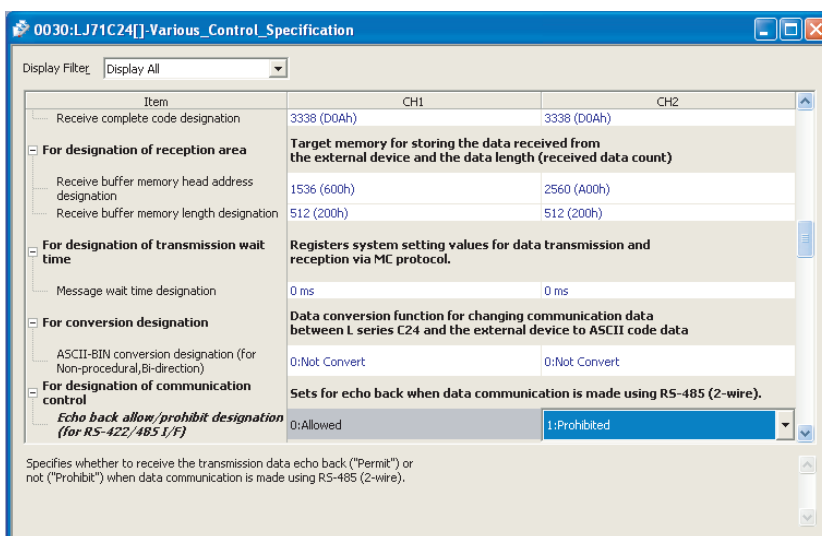 0030:LJ71C24[]-Various_Control_Specification
Display Filter Display All
Item CH1 CH2
Receive complete code designation 3338 (D0Ah) 3338 (D0Ah)
For designation of reception area
Target memory for storing the data received from
the external device and the data length (received data count)
Receive buffer memory head address
designation
1536 (600h) 2560 (A00h)
Receive buffer memory length designation 512 (200h) 512 (200h)
For designation of transmission wait
time
Registers system setting values for data transmission and
reception via MC protocol.
Message wait time designation 0 ms 0 ms
For conversion designation
Data conversion function for changing communication data
between L series C24 and the external device to ASCII code data
ASCII-BIN conversion designation (for
Non-procedural,Bi-direction)
0:Not Convert 0:Not Convert
For designation of communication
control
Sets for echo back when data communication is made using RS-485 (2-wire).
Echo back allow/prohibit designation
(for RS-422/485 I/F)
0:Allowed 1:Prohibited
Specifies whether to receive the transmission data echo back ("Permit") or
not ("Prohibit") when data communication is made using RS-485 (2-wire).